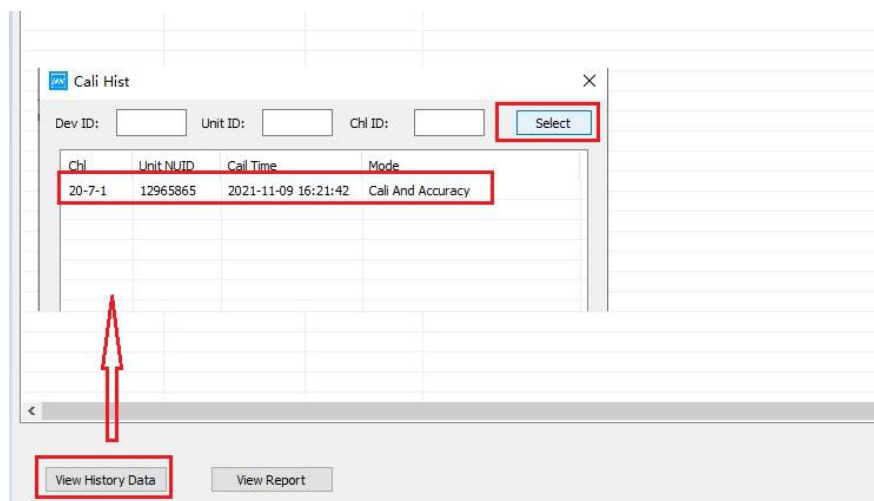 Cali Hist
Dev ID: Unit ID: Chl ID: Select
Chl Unit NUID Cail Time Mode
20-7-1 12965865 2021-11-09 16:21:42 Cali And Accuracy
View History Data View Report